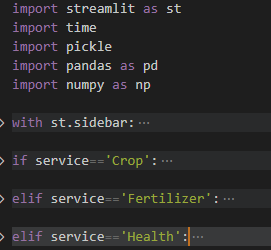 import streamlit as st
import time
import pickle
import pandas as pd
import numpy as np
with st.sidebar:···
if service=='Crop':···
elif service=='Fertilizer':···
elif service=='Health':···